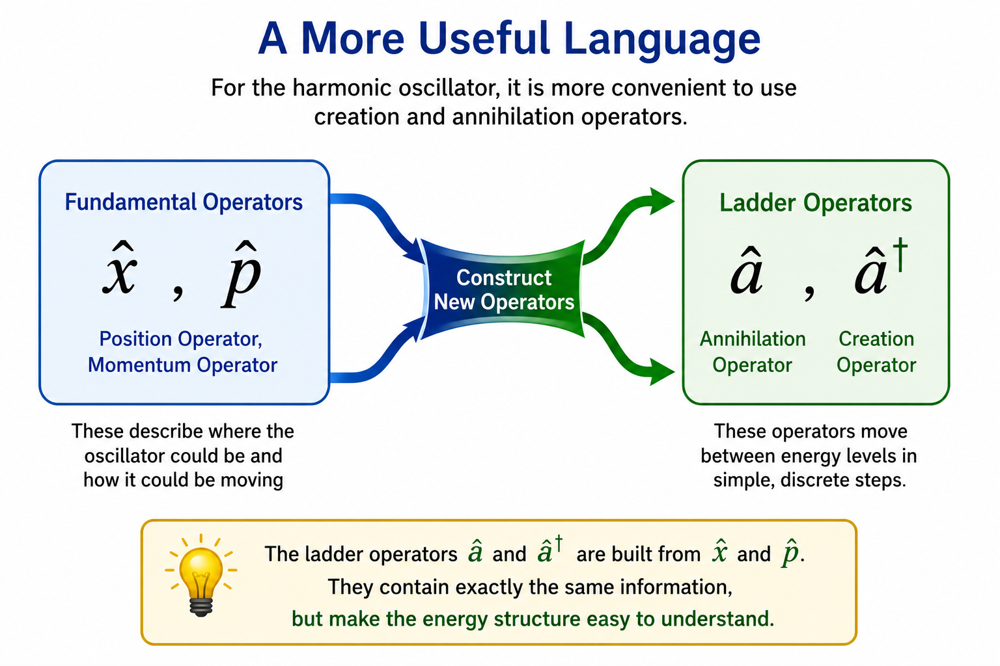 A More Useful Language
For the harmonic oscillator, it is more convenient to use
creation and annihilation operators.
Fundamental Operators
x̂ , p̂
Position Operator,
Momentum Operator
These describe where the
oscillator could be and
how it could be moving
Construct
New Operators
Ladder Operators
â , â†
Annihilation
Operator
Creation
Operator
These operators move
between energy levels in
simple, discrete steps.
The ladder operators â and â† are built from x̂ and p̂.
They contain exactly the same information,
but make the energy structure easy to understand.